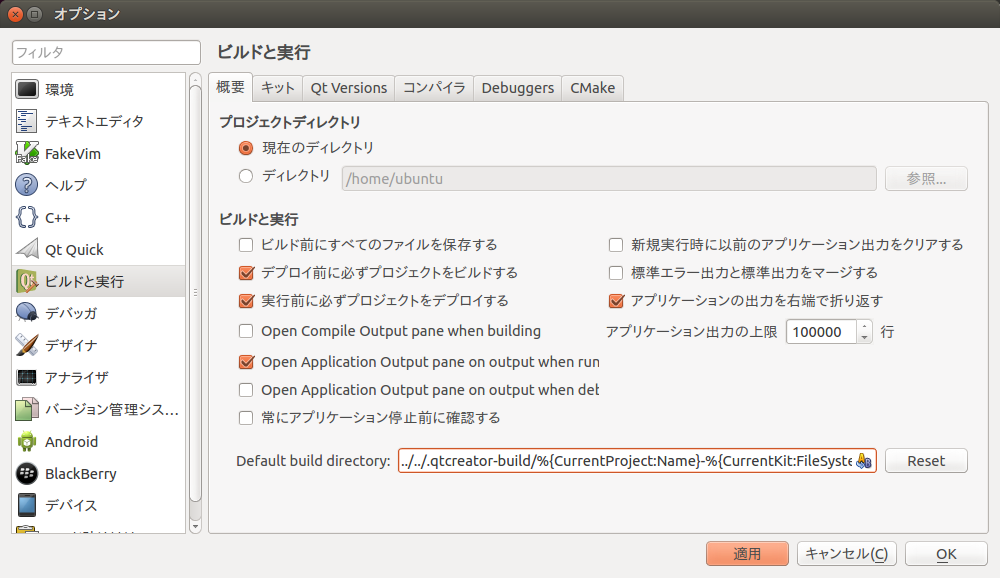 オプション
フィルタ
環境
テキストエディタ
FakeVim
ヘルプ
C++
Qt Quick
ビルドと実行
デバッガ
デザイナ
アナライザ
バージョン管理シス...
Android
BlackBerry
デバイス
ビルドと実行
概要 キット Qt Versions コンパイラ Debuggers CMake
プロジェクトディレクトリ
現在のディレクトリ
ディレクトリ /home/ubuntu 参照...
ビルドと実行
ビルド前にすべてのファイルを保存する 新規実行時に以前のアプリケーション出力をクリアする
デプロイ前に必ずプロジェクトをビルドする 標準エラー出力と標準出力をマージする
実行前に必ずプロジェクトをデプロイする アプリケーションの出力を右端で折り返す
Open Compile Output pane when building アプリケーション出力の上限 100000 行
Open Application Output pane on output when run
Open Application Output pane on output when deb
常にアプリケーション停止前に確認する
Default build directory: ../../.qtcreator-build/%{CurrentProject:Name}-%{CurrentKit:FileSyste Reset
適用 キャンセル(C) OK